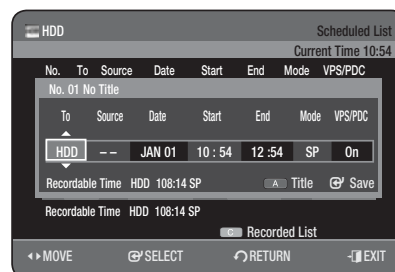 HDD Scheduled List
Current Time 10:54
No. To Source Date Start End Mode VPS/PDC
No. 01 No Title
To Source Date Start End Mode VPS/PDC
HDD – – JAN 01 10 : 54 12 :54 SP On
Recordable Time HDD 108:14 SP A Title Save
Recordable Time HDD 108:14 SP
C Recorded List
MOVE SELECT RETURN EXIT